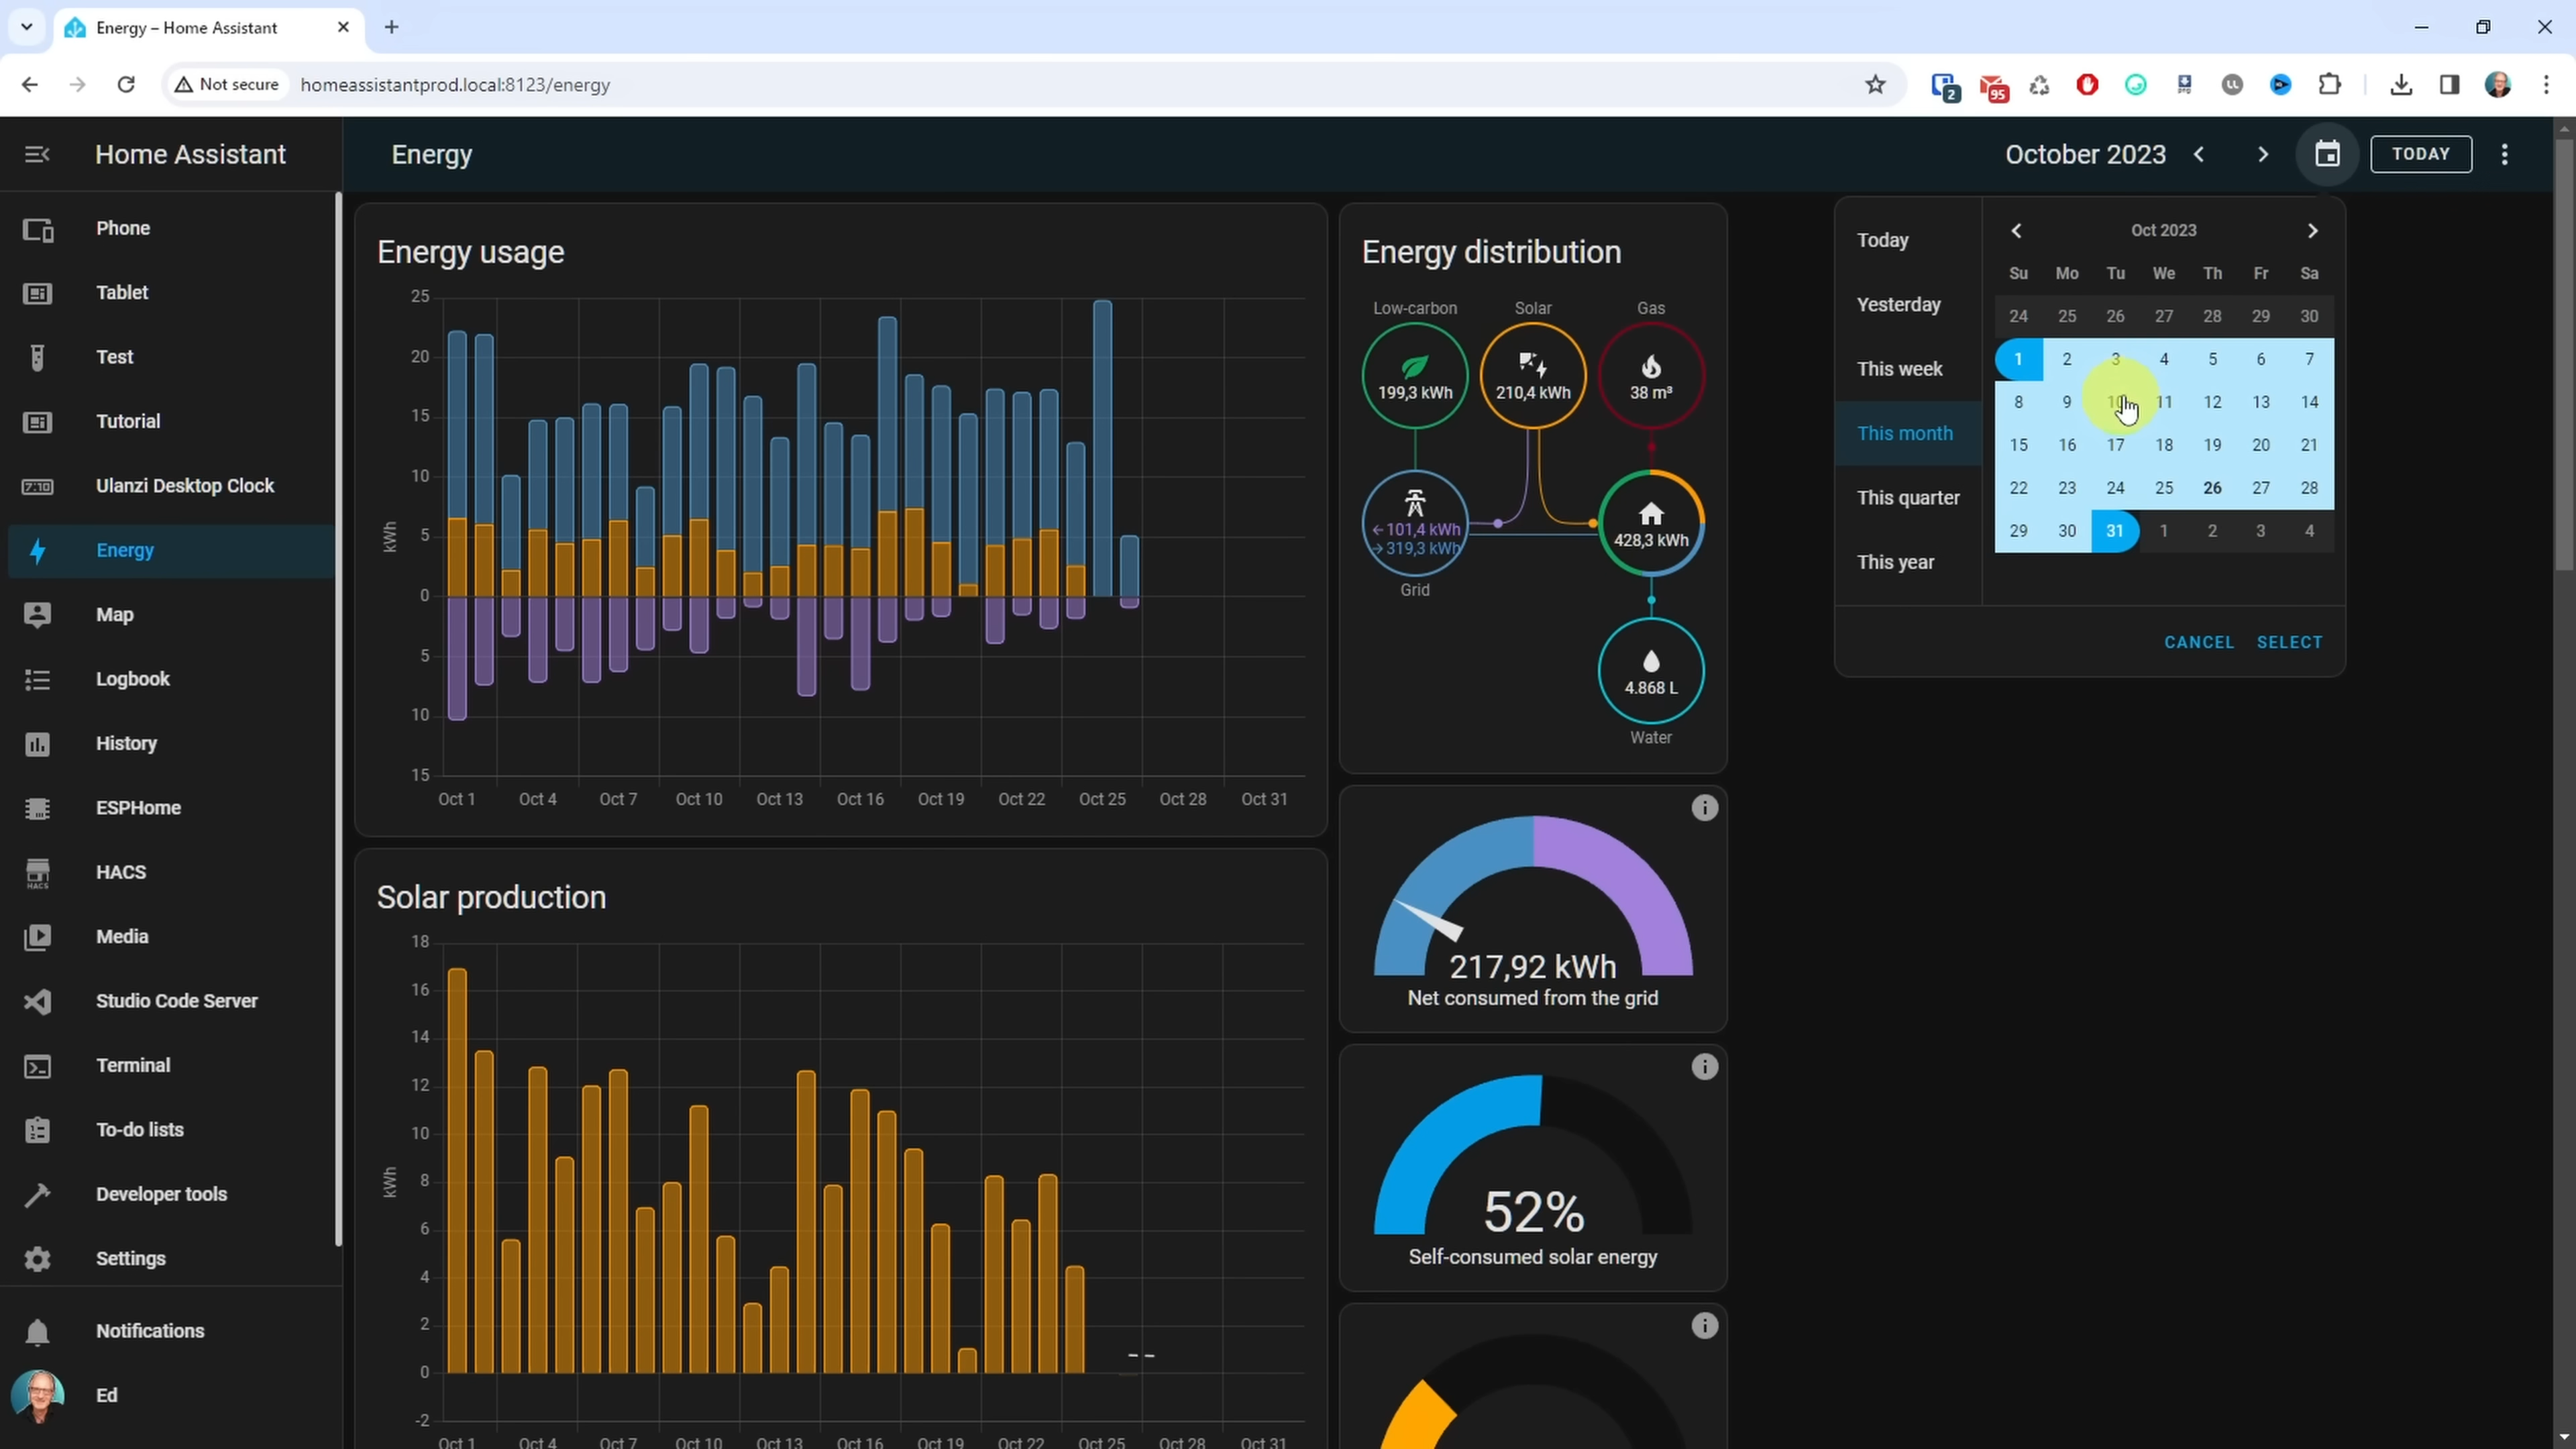 Energy – Home Assistant
Not secure
homeassistantprod.local:8123/energy
2
95
Home Assistant
Energy
October 2023
TODAY
Phone
Tablet
Test
Tutorial
7:10
Ulanzi Desktop Clock
Energy
Map
Logbook
History
ESPHome
HACS
HACS
Media
Studio Code Server
Terminal
To-do lists
Developer tools
Settings
Notifications
Ed
Energy usage
25
20
15
10
5
0
5
10
15
kWh
Oct 1 Oct 4 Oct 7 Oct 10 Oct 13 Oct 16 Oct 19 Oct 22 Oct 25 Oct 28 Oct 31
Solar production
18
16
14
12
10
8
6
4
2
0
-2
kWh
Oct 1 Oct 4 Oct 7 Oct 10 Oct 13 Oct 16 Oct 19 Oct 22 Oct 25 Oct 28 Oct 31
Energy distribution
Low-carbon Solar Gas
199,3 kWh 210,4 kWh 38 m³
← 101,4 kWh
→ 319,3 kWh
428,3 kWh
Grid
4.868 L
Water
217,92 kWh
Net consumed from the grid
52%
Self-consumed solar energy
Today
Yesterday
This week
This month
This quarter
This year
Oct 2023
Su Mo Tu We Th Fr Sa
24 25 26 27 28 29 30
1 2 3 4 5 6 7
8 9 10 11 12 13 14
15 16 17 18 19 20 21
22 23 24 25 26 27 28
29 30 31 1 2 3 4
CANCEL SELECT